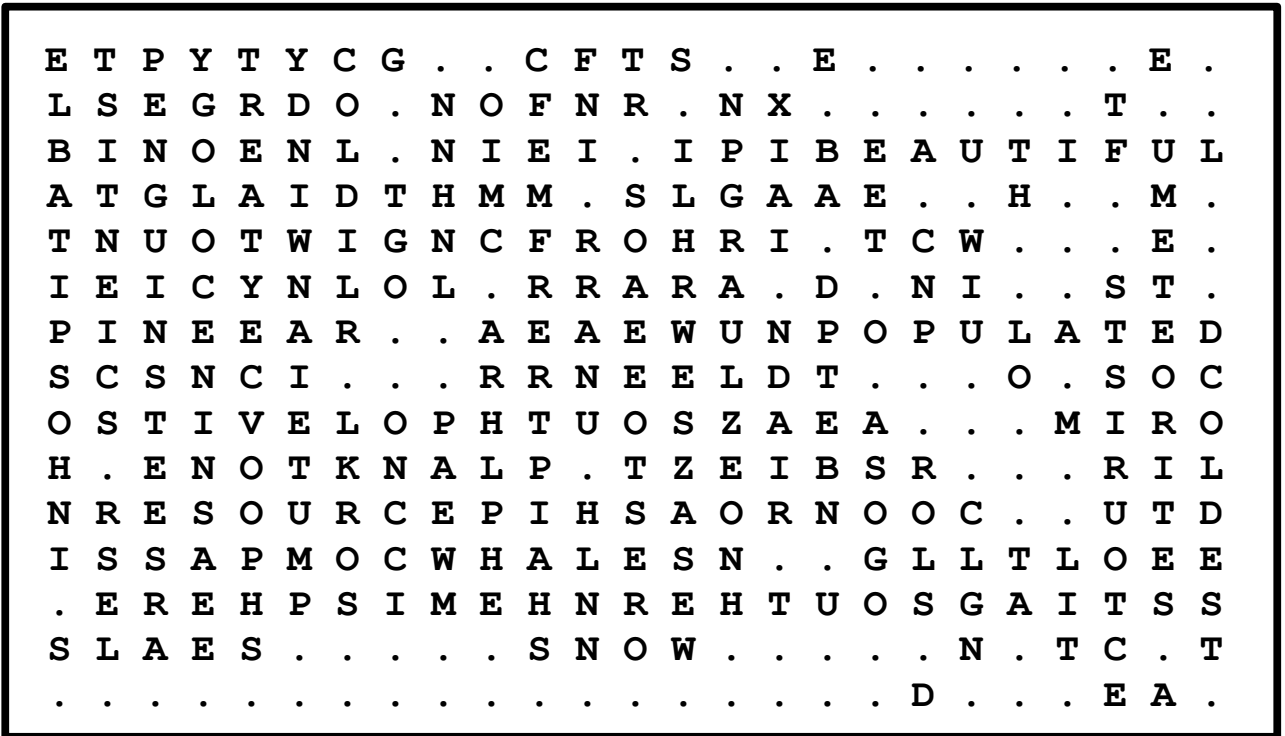 E T P Y T Y C G . . C F T S . . E . . . . . . E .
L S E G R D O . N O F N R . N X . . . . . . T . .
B I N O E N L . N I E I . I P I B E A U T I F U L
A T G L A I D T H M M . S L G A A E . . H . . M .
T N U O T W I G N C F R O H R I . T C W . . . E .
I E I C Y N L O L . R R A R A . D . N I . . S T .
P I N E E A R . . A E A E W U N P O P U L A T E D
S C S N C I . . . R R N E E L D T . . . O . S O C
O S T I V E L O P H T U O S Z A E A . . . M I R O
H . E N O T K N A L P . T Z E I B S R . . . R I L
N R E S O U R C E P I H S A O R N O O C . . U T D
I S S A P M O C W H A L E S N . . G L L T L O E E
. E R E H P S I M E H N R E H T U O S G A I T S S
S L A E S . . . . . S N O W . . . . . N . T C . T
. . . . . . . . . . . . . . . . . . D . . . E A .